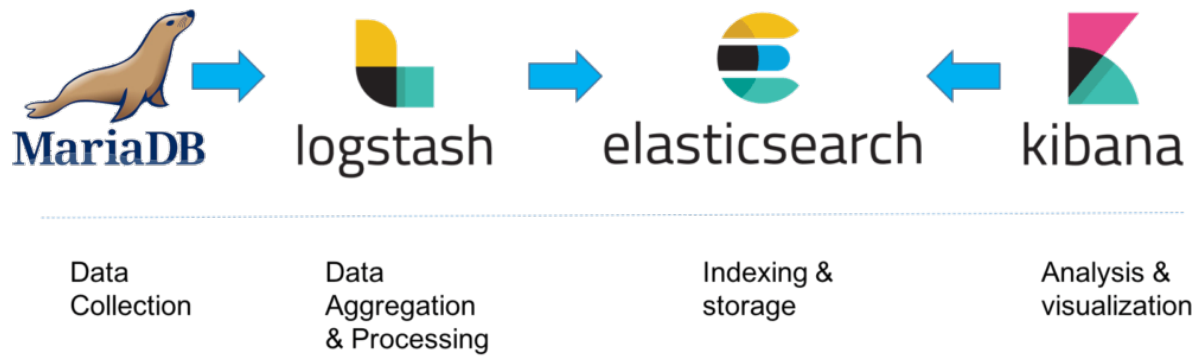 MariaDB
logstash
elasticsearch
kibana
Data
Collection
Data
Aggregation
& Processing
Indexing &
storage
Analysis &
visualization